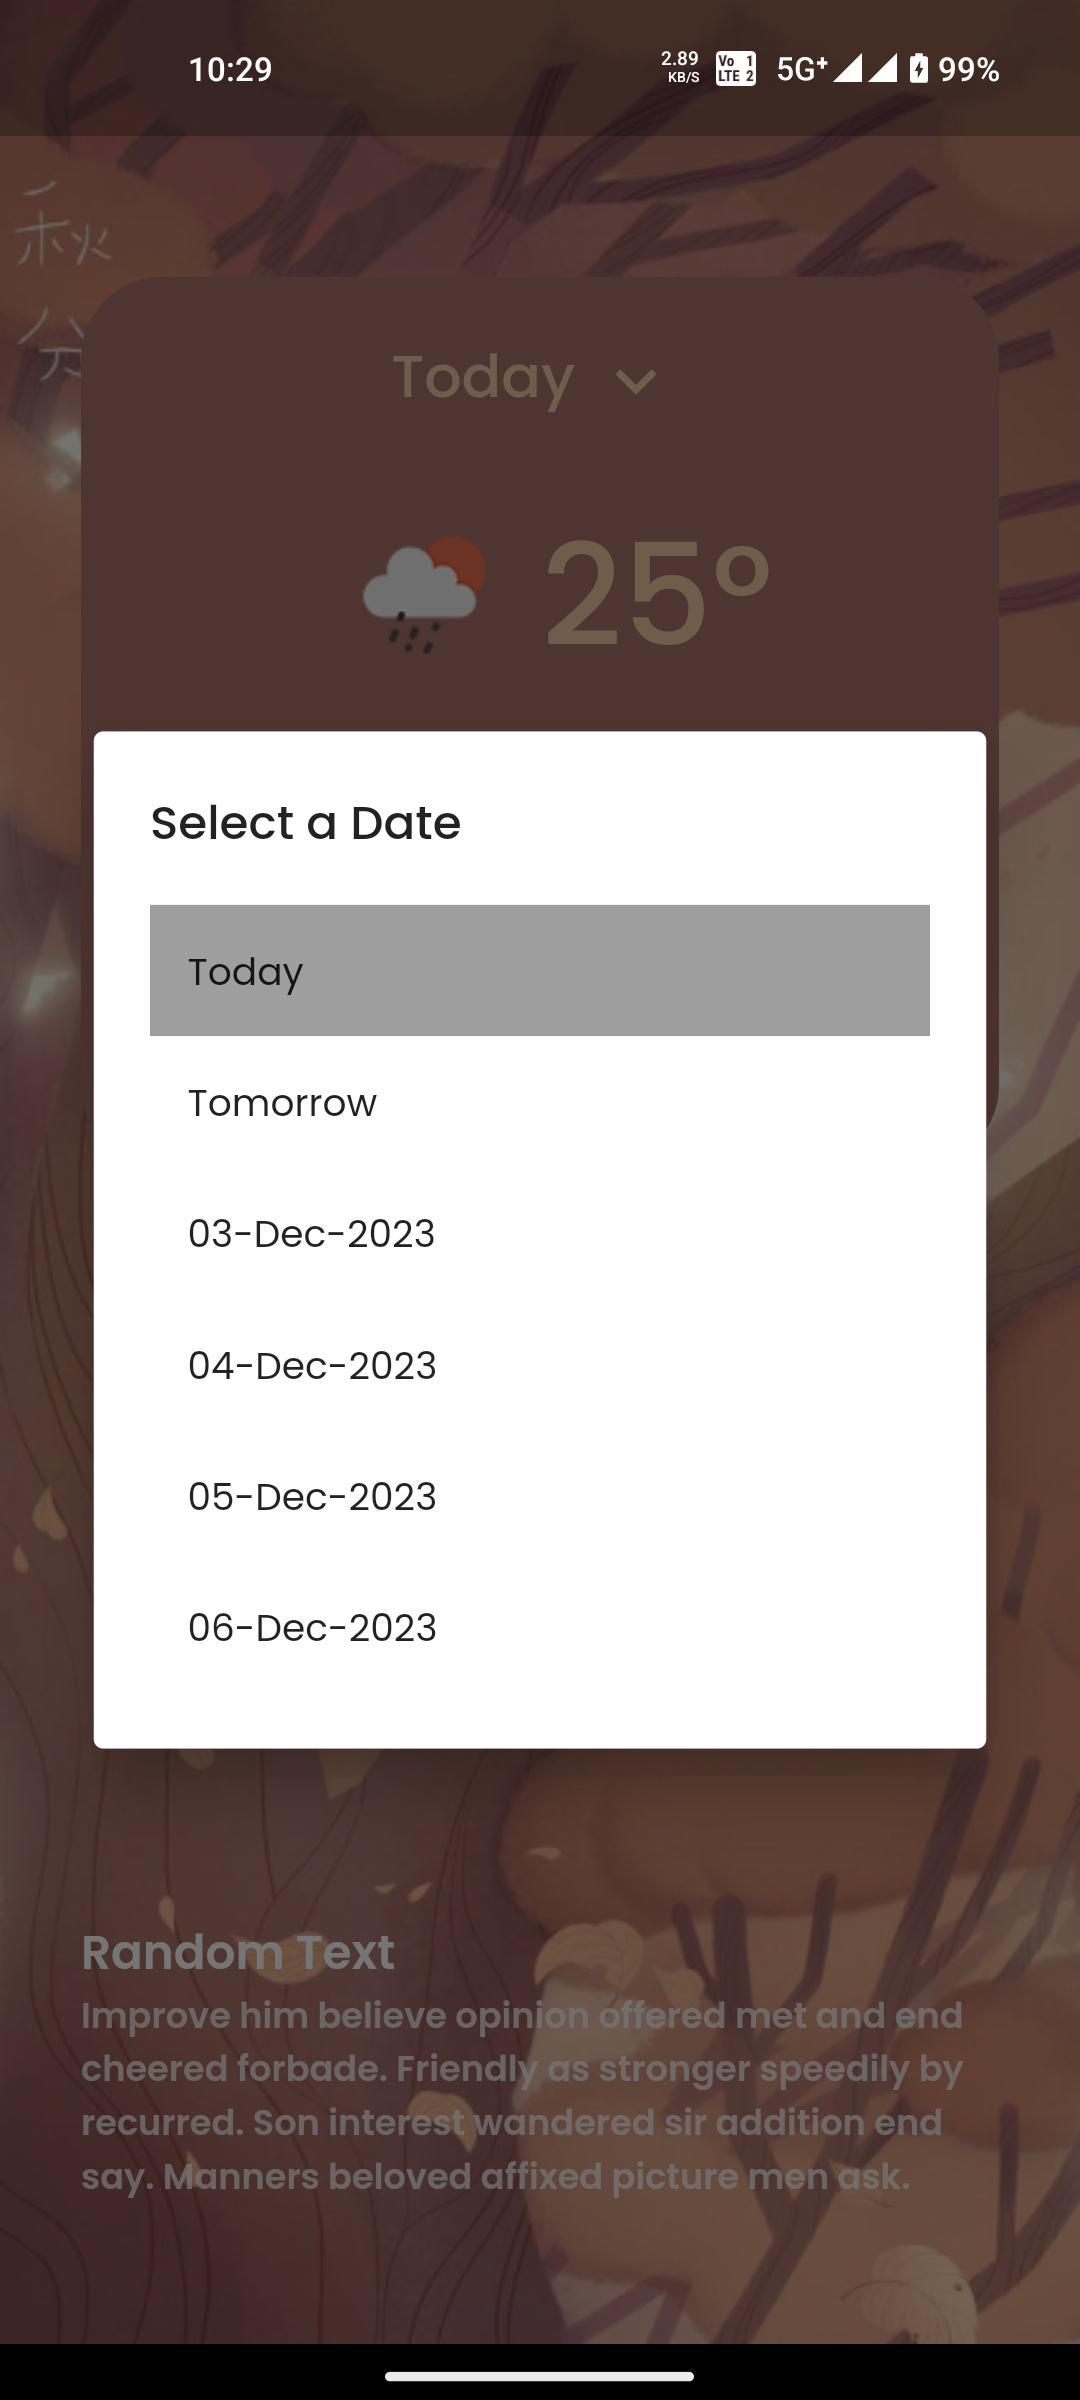 10:29 2.89 KB/S Vo LTE 1 2 5G+ 99%
秋
分
Today
25°
Select a Date
Today
Tomorrow
03-Dec-2023
04-Dec-2023
05-Dec-2023
06-Dec-2023
Random Text
Improve him believe opinion offered met and end
cheered forbade. Friendly as stronger speedily by
recurred. Son interest wandered sir addition end
say. Manners beloved affixed picture men ask.